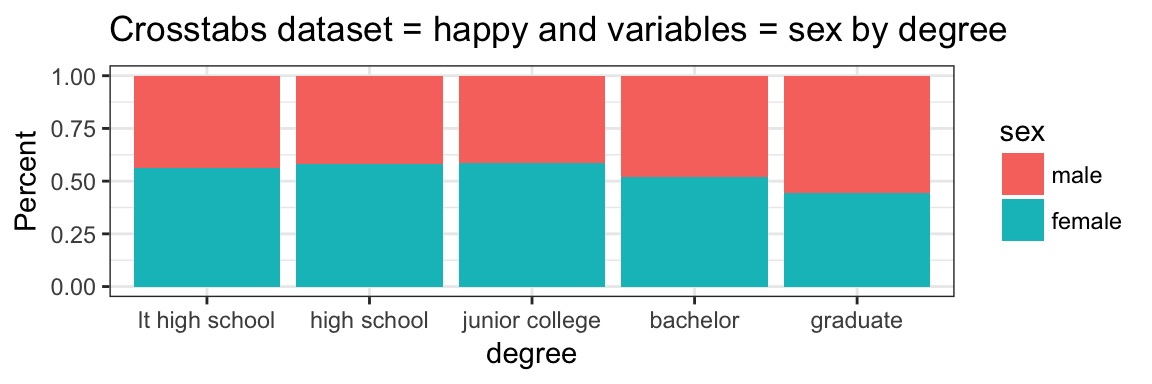 Crosstabs dataset = happy and variables = sex by degree
Percent
1.00
0.75
0.50
0.25
0.00
lt high school
high school
junior college
bachelor
graduate
degree
sex
male
female